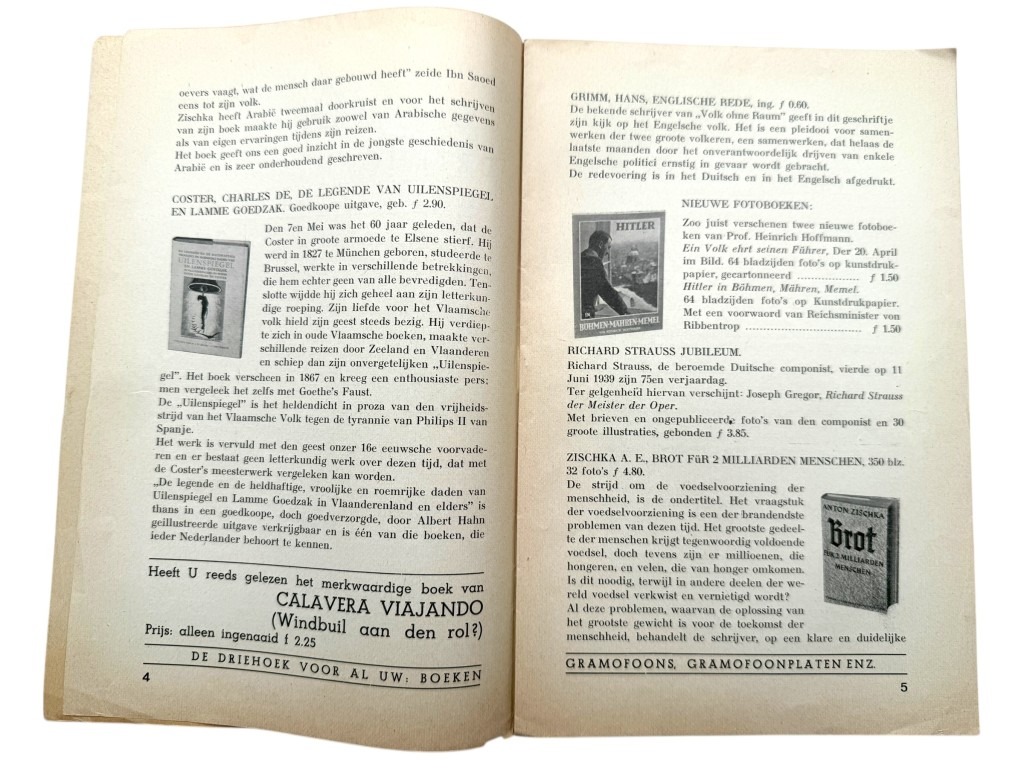 oevers vaagt, wat de mensch daar gebouwd heeft" zeide Ibn Saoed
eens tot zijn volk.
Zischka heeft Arabië tweemaal doorkruist en voor het schrijven
van zijn boek maakte hij gebruik zoowel van Arabische gegevens
als van eigen ervaringen tijdens zijn reizen.
Het boek geeft ons een goed inzicht in de jongste geschiedenis van
Arabië en is zeer onderhoudend geschreven.
COSTER, CHARLES DE, DE LEGENDE VAN UILENSPIEGEL
EN LAMME GOEDZAK. Goedkoope uitgave, geb. f 2.90.
Den 7en Mei was het 60 jaar geleden, dat de
Coster in groote armoede te Elsene stierf. Hij
werd in 1827 te München geboren, studeerde te
Brussel, werkte in verschillende betrekkingen,
die hem echter geen van alle bevredigden. Ten-
slotte wijdde hij zich geheel aan zijn letterkun-
dige roeping. Zijn liefde voor het Vlaamsche
volk hield zijn geest steeds bezig. Hij verdiep-
te zich in oude Vlaamsche boeken, maakte ver-
schillende reizen door Zeeland en Vlaanderen
en schiep dan zijn onvergetelijken „Uilenspie-
gel". Het boek verscheen in 1867 en kreeg een enthousiaste pers;
men vergeleek het zelfs met Goethe's Faust.
De „Uilenspiegel" is het heldendicht in proza van den vrijheids-
strijd van het Vlaamsche Volk tegen de tyrannie van Philips II van
Spanje.
Het werk is vervuld met den geest onzer 16e eeuwsche voorvade-
ren en er bestaat geen letterkundig werk over dezen tijd, dat met
de Coster's meesterwerk vergeleken kan worden.
„De legende en de heldhaftige, vroolijke en roemrijke daden van
Uilenspiegel en Lamme Goedzak in Vlaanderenland en elders" is
thans in een goedkoope, doch goedverzorgde, door Albert Hahn
geillustreerde uitgave verkrijgbaar en is één van die boeken, die
ieder Nederlander behoort te kennen.
UILENSPIEGEL
Heeft U reeds gelezen het merkwaardige boek van
CALAVERA VIAJANDO
(Windbuil aan den rol?)
Prijs: alleen ingenaaid f 2.25
DE DRIEHOEK VOOR AL UW: BOEKEN
4
GRIMM, HANS, ENGLISCHE REDE, ing. f 0.60.
De bekende schrijver van „Volk ohne Raum" geeft in dit geschriftje
zijn kijk op het Engelsche volk. Het is een pleidooi voor samen-
werken der twee groote volkeren, een samenwerken, dat helaas de
laatste maanden door het onverantwoordelijk drijven van enkele
Engelsche politici ernstig in gevaar wordt gebracht.
De redevoering is in het Duitsch en in het Engelsch afgedrukt.
NIEUWE FOTOBOEKEN:
Zoo juist verschenen twee nieuwe fotoboe-
ken van Prof. Heinrich Hoffmann.
Ein Volk ehrt seinen Führer, Der 20. April
im Bild. 64 bladzijden foto's op kunstdruk-
papier, gecartonneerd .................. f 1.50
Hitler in Böhmen, Mähren, Memel.
64 bladzijden foto's op Kunstdrukpapier.
Met een voorwoord van Reichsminister von
Ribbentrop .................................. f 1.50
HITLER
IN
BÖHMEN·MÄHREN·MEMEL
RICHARD STRAUSS JUBILEUM.
Richard Strauss, de beroemde Duitsche componist, vierde op 11
Juni 1939 zijn 75en verjaardag.
Ter gelegenheid hiervan verschijnt: Joseph Gregor, Richard Strauss
der Meister der Oper.
Met brieven en ongepubliceerde foto's van den componist en 30
groote illustraties, gebonden f 3.85.
ZISCHKA A. E., BROT FüR 2 MILLIARDEN MENSCHEN, 350 blz.
32 foto's f 4.80.
De strijd om de voedselvoorziening der
menschheid, is de ondertitel. Het vraagstuk
der voedselvoorziening is een der brandendste
problemen van dezen tijd. Het grootste gedeel-
te der menschen krijgt tegenwoordig voldoende
voedsel, doch tevens zijn er millioenen, die
hongeren, en velen, die van honger omkomen.
Is dit noodig, terwijl in andere deelen der we-
reld voedsel verkwist en vernietigd wordt?
Al deze problemen, waarvan de oplossing van
het grootste gewicht is voor de toekomst der
menschheid, behandelt de schrijver, op een klare en duidelijke
ANTON ZISCHKA
Brot
FÜR 2 MILLIARDEN
MENSCHEN
GRAMOFOONS, GRAMOFOONPLATEN ENZ.
5